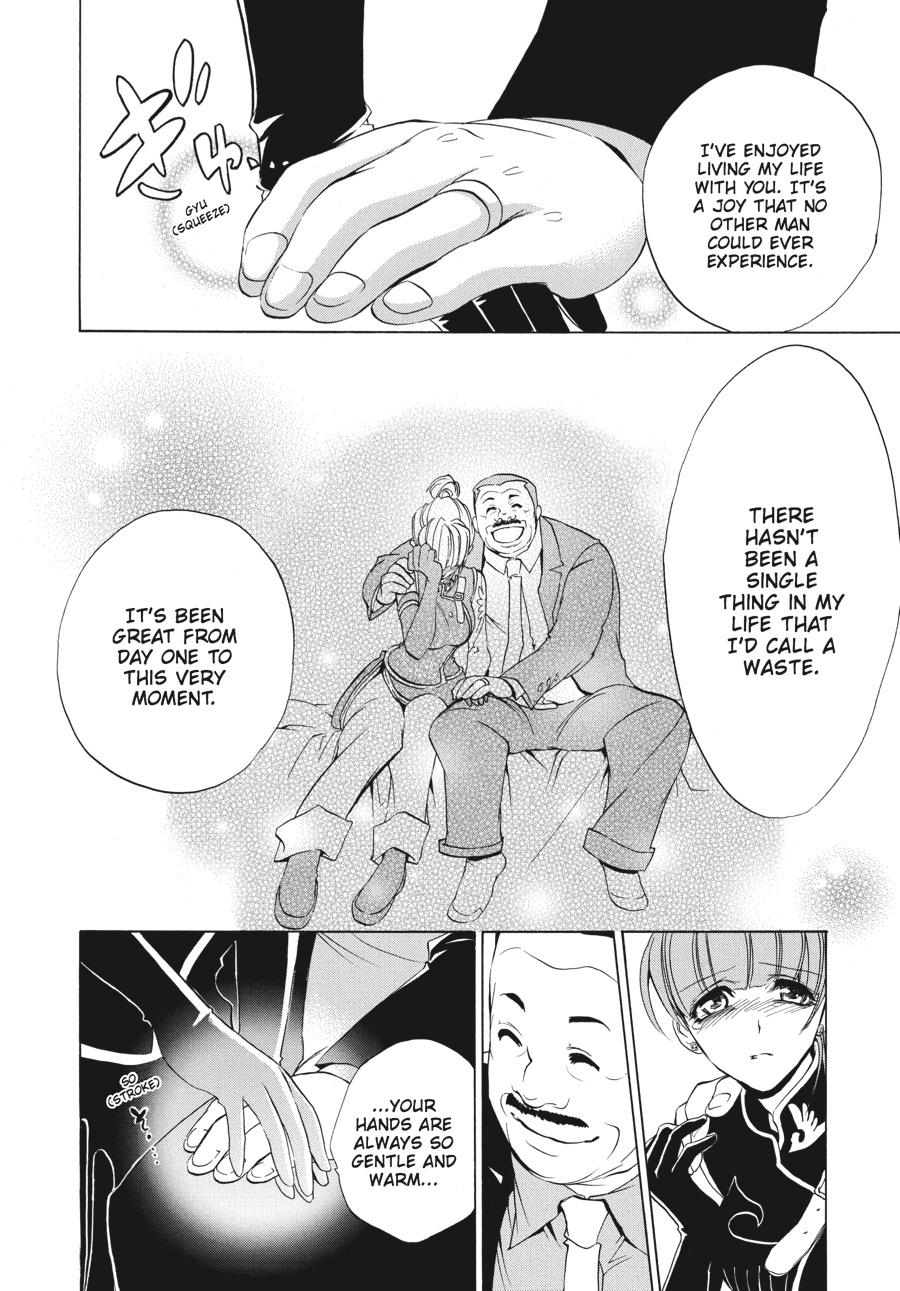 I'VE ENJOYED
LIVING MY LIFE
WITH YOU. IT'S
A JOY THAT NO
OTHER MAN
COULD EVER
EXPERIENCE.
ぎゅ
GYU
(SQUEEZE)
THERE
HASN'T
BEEN A
SINGLE
THING IN MY
LIFE THAT
I'D CALL A
WASTE.
IT'S BEEN
GREAT FROM
DAY ONE TO
THIS VERY
MOMENT.
...YOUR
HANDS ARE
ALWAYS SO
GENTLE AND
WARM...
SO
(STROKE)
そ...